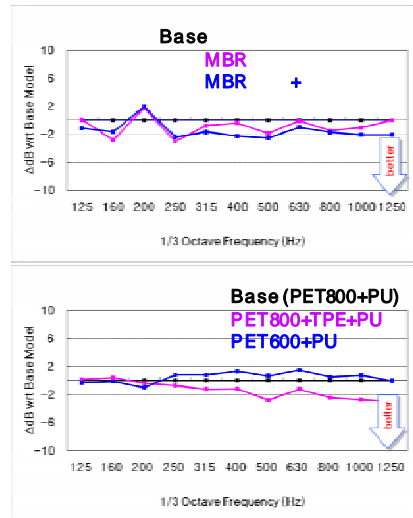 Base
MBR
MBR +
10
6
2
-2
-6
-10
ΔdB wrt Base Model
better
125 160 200 250 315 400 500 630 800 1000 1250
1/3 Octave Frequency (Hz)
Base (PET800+PU)
PET800+TPE+PU
PET600+PU
10
6
2
-2
-6
-10
ΔdB wrt Base Model
better
125 160 200 250 315 400 500 630 800 1000 1250
1/3 Octave Frequency (Hz)